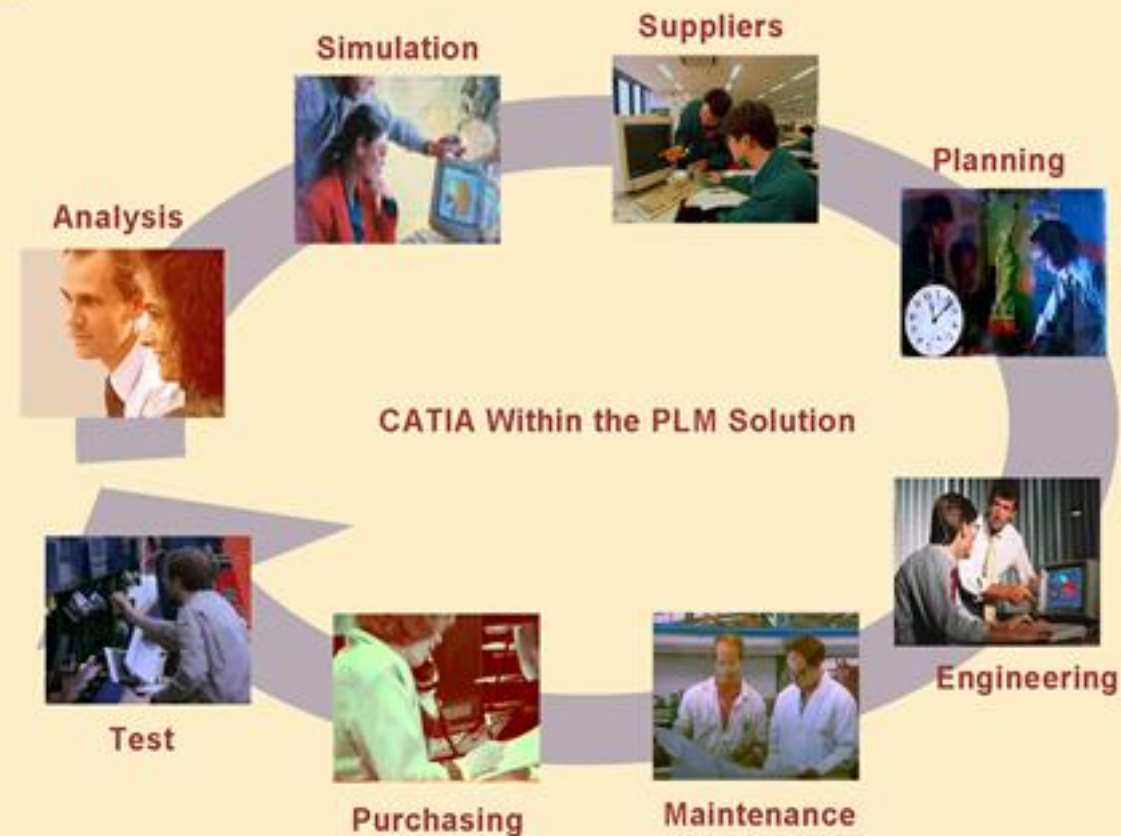 Suppliers
Simulation
Planning
Analysis
CATIA Within the PLM Solution
Engineering
Test
Maintenance
Purchasing